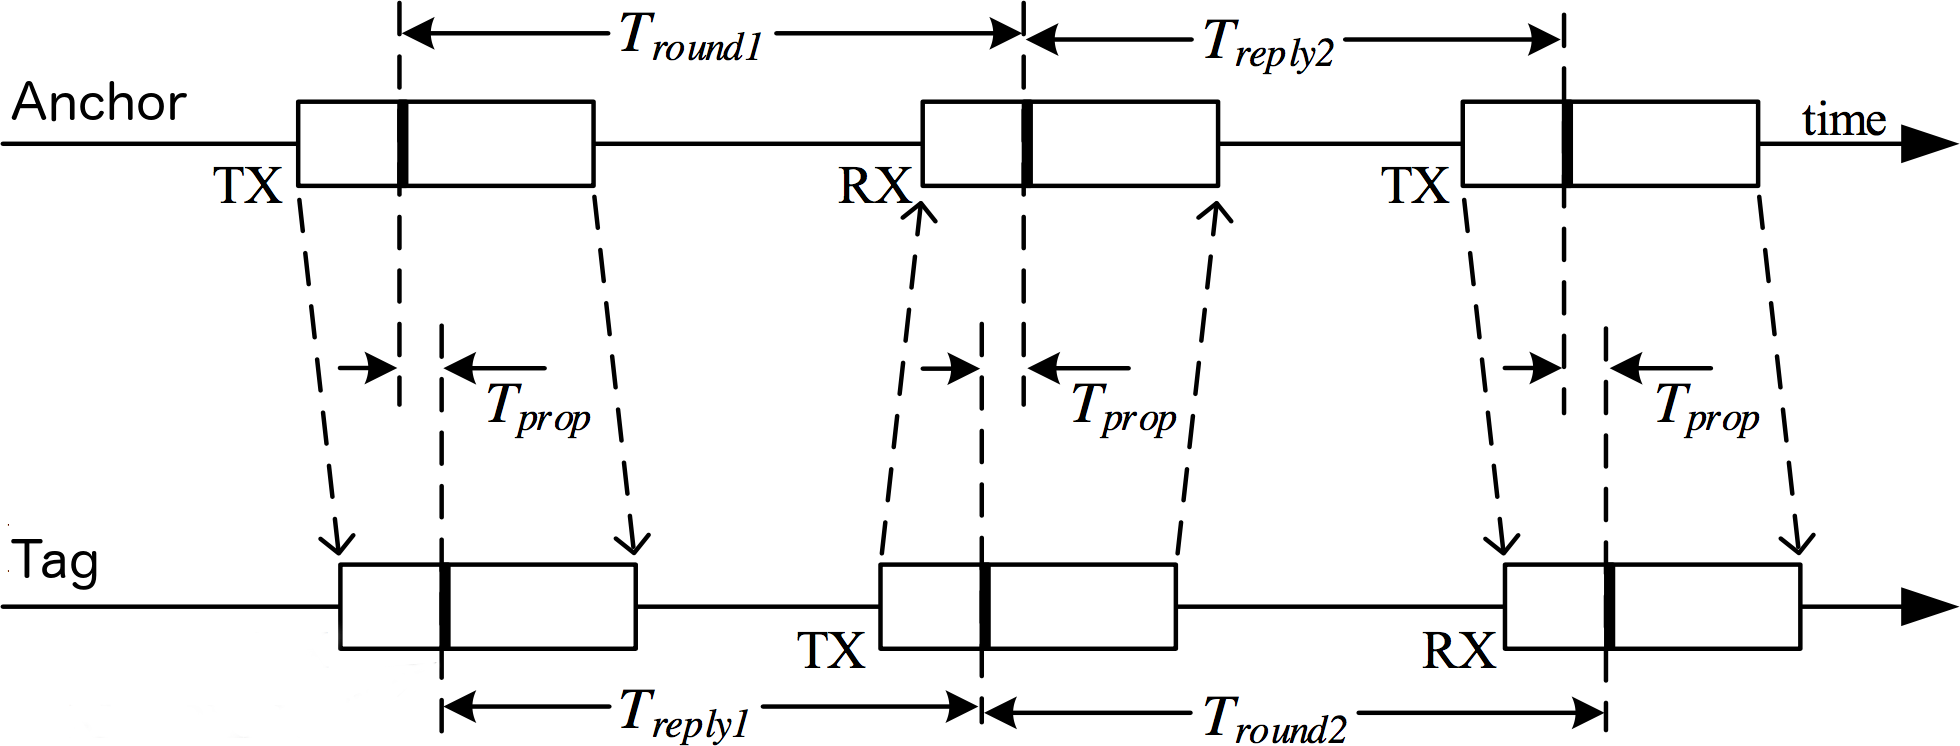 T_round1
T_reply2
Anchor
time
TX
RX
TX
T_prop
T_prop
T_prop
Tag
TX
RX
T_reply1
T_round2